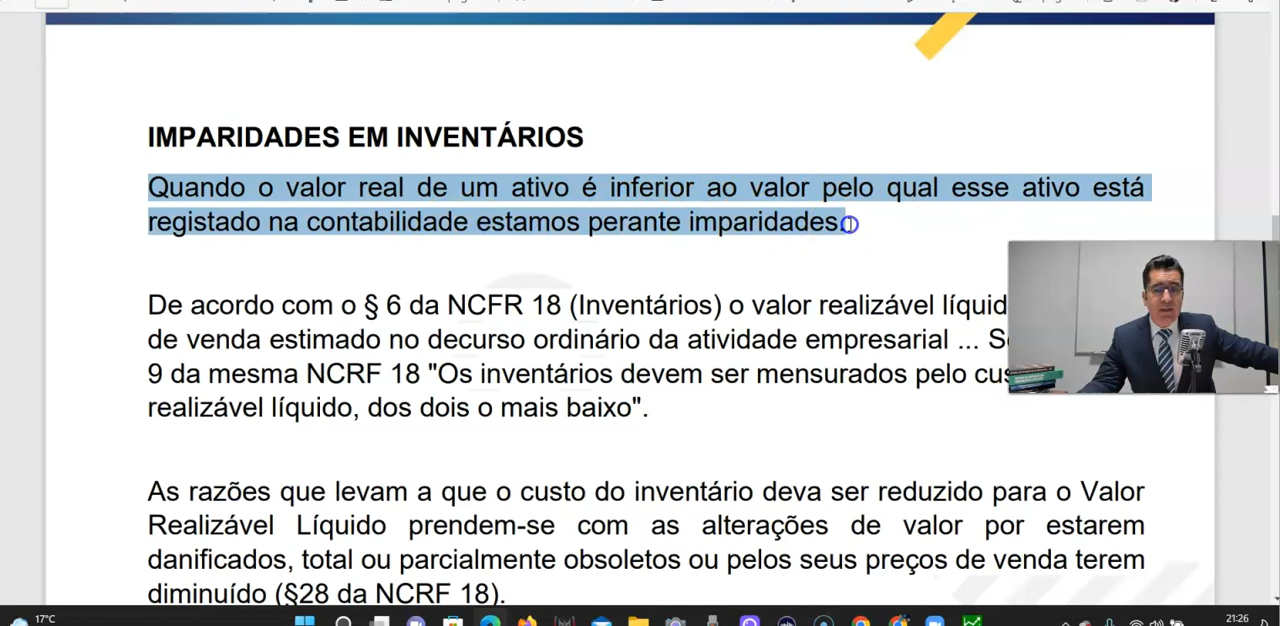 IMPARIDADES EM INVENTÁRIOS
Quando o valor real de um ativo é inferior ao valor pelo qual esse ativo está
registado na contabilidade estamos perante imparidades.
De acordo com o § 6 da NCFR 18 (Inventários) o valor realizável
de venda estimado no decurso ordinário da atividade empresarial ...
9 da mesma NCRF 18 "Os inventários devem ser mensurados pelo
realizável líquido, dos dois o mais baixo".
As razões que levam a que o custo do inventário deva ser reduzido para o Valor
Realizável Líquido prendem-se com as alterações de valor por estarem
danificados, total ou parcialmente obsoletos ou pelos seus preços de venda terem
diminuído (§28 da NCRF 18).
17°C
21:26